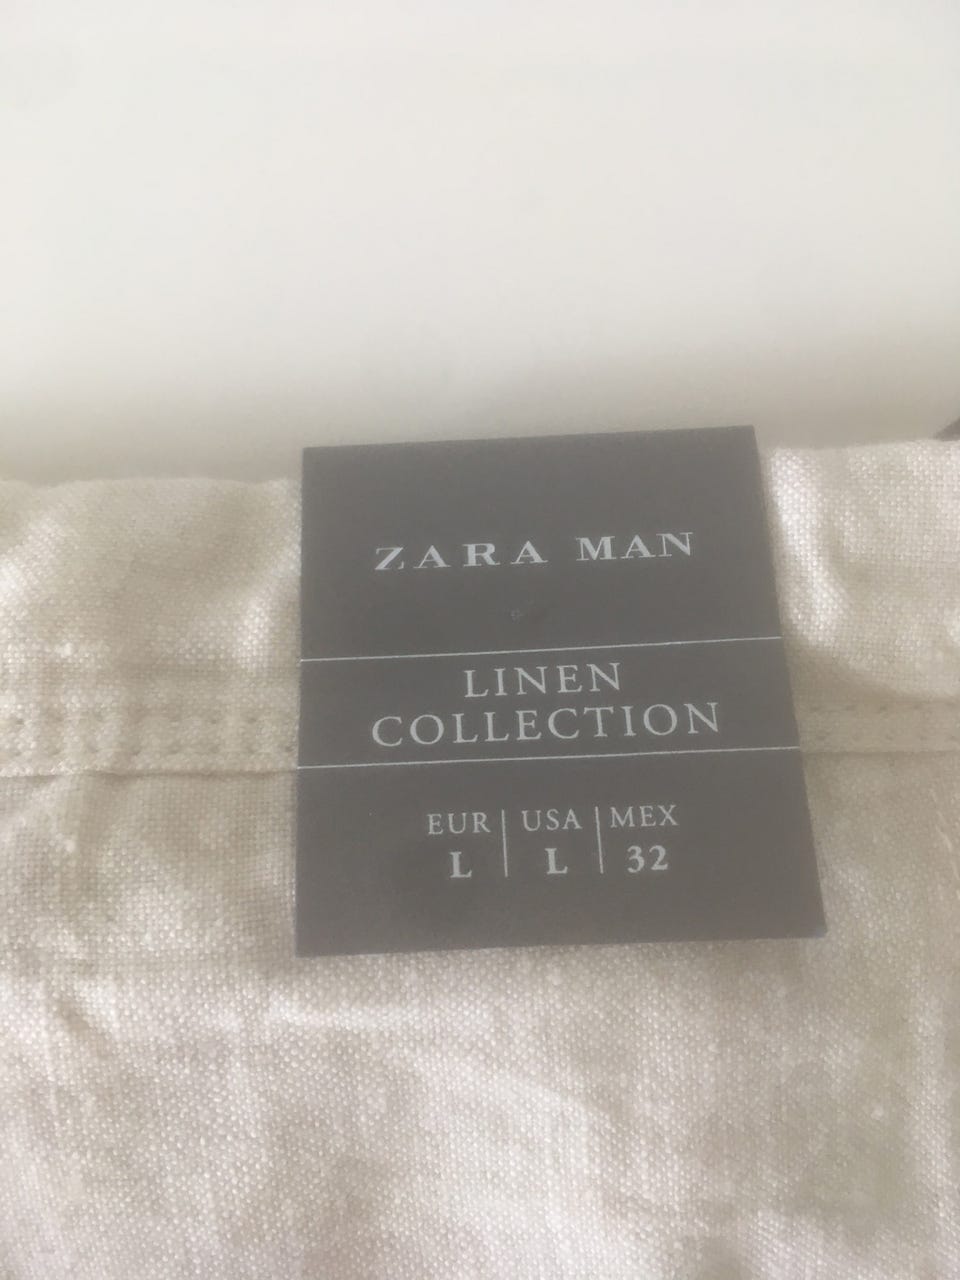 ZARA MAN
LINEN
COLLECTION
EUR | USA | MEX
L | L | 32